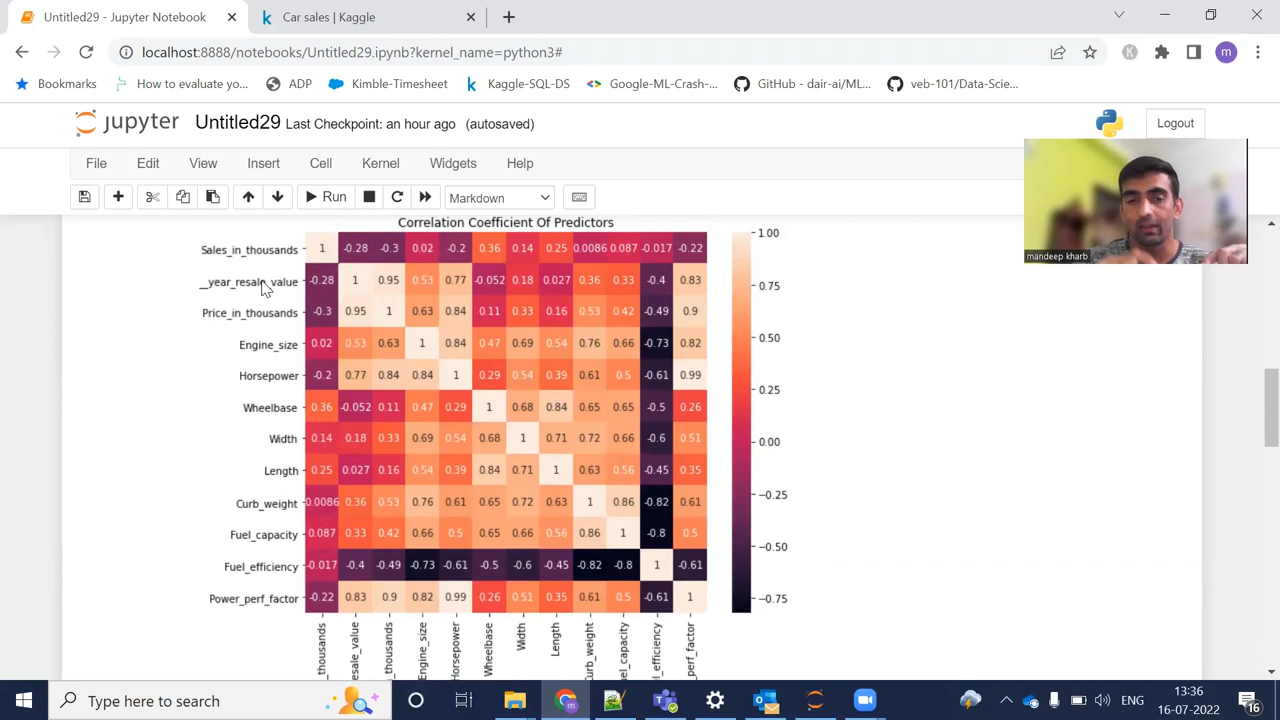 Untitled29 - Jupyter Notebook
Car sales | Kaggle
localhost:8888/notebooks/Untitled29.ipynb?kernel_name=python3#
m
Bookmarks
How to evaluate yo...
ADP
Kimble-Timesheet
Kaggle-SQL-DS
Google-ML-Crash-...
GitHub - dair-ai/ML...
veb-101/Data-Scie...
jupyter Untitled29 Last Checkpoint: an hour ago (autosaved)
Logout
File Edit View Insert Cell Kernel Widgets Help
Run
Markdown
mandeep kharb
Correlation Coefficient Of Predictors
Sales_in_thousands 1 -0.28 -0.3 0.02 -0.2 0.36 0.14 0.25 0.0086 0.087 -0.017 -0.22
__year_resale_value -0.28 1 0.95 0.53 0.77 -0.052 0.18 0.027 0.36 0.33 -0.4 0.83
Price_in_thousands -0.3 0.95 1 0.63 0.84 0.11 0.33 0.16 0.53 0.42 -0.49 0.9
Engine_size 0.02 0.53 0.63 1 0.84 0.47 0.69 0.54 0.76 0.66 -0.73 0.82
Horsepower -0.2 0.77 0.84 0.84 1 0.29 0.54 0.39 0.61 0.5 -0.61 0.99
Wheelbase 0.36 -0.052 0.11 0.47 0.29 1 0.68 0.84 0.65 0.65 -0.5 0.26
Width 0.14 0.18 0.33 0.69 0.54 0.68 1 0.71 0.72 0.66 -0.6 0.51
Length 0.25 0.027 0.16 0.54 0.39 0.84 0.71 1 0.63 0.56 -0.45 0.35
Curb_weight 0.0086 0.36 0.53 0.76 0.61 0.65 0.72 0.63 1 0.86 -0.82 0.61
Fuel_capacity 0.087 0.33 0.42 0.66 0.5 0.65 0.66 0.56 0.86 1 -0.8 0.5
Fuel_efficiency -0.017 -0.4 -0.49 -0.73 -0.61 -0.5 -0.6 -0.45 -0.82 -0.8 1 -0.61
Power_perf_factor -0.22 0.83 0.9 0.82 0.99 0.26 0.51 0.35 0.61 0.5 -0.61 1
_thousands
esale_value
_thousands
Engine_size
Horsepower
Wheelbase
Width
Length
Curb_weight
uel_capacity
el_efficiency
_perf_factor
1.00
0.75
0.50
0.25
0.00
−0.25
−0.50
−0.75
Type here to search
ENG
13:36
16-07-2022
16